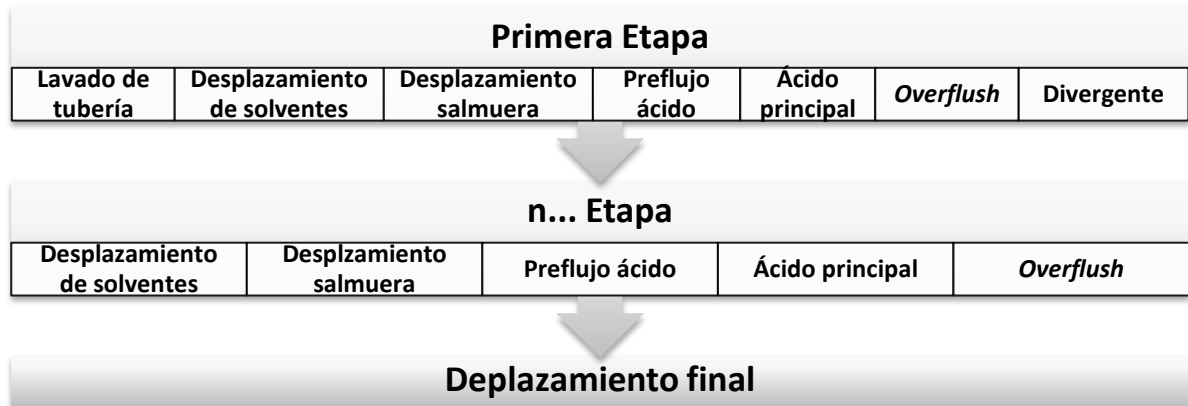 Primera Etapa
Lavado de
tubería
Desplazamiento
de solventes
Desplazamiento
salmuera
Preflujo
ácido
Ácido
principal
Overflush
Divergente
n... Etapa
Desplazamiento
de solventes
Desplzamiento
salmuera
Preflujo ácido
Ácido principal
Overflush
Deplazamiento final